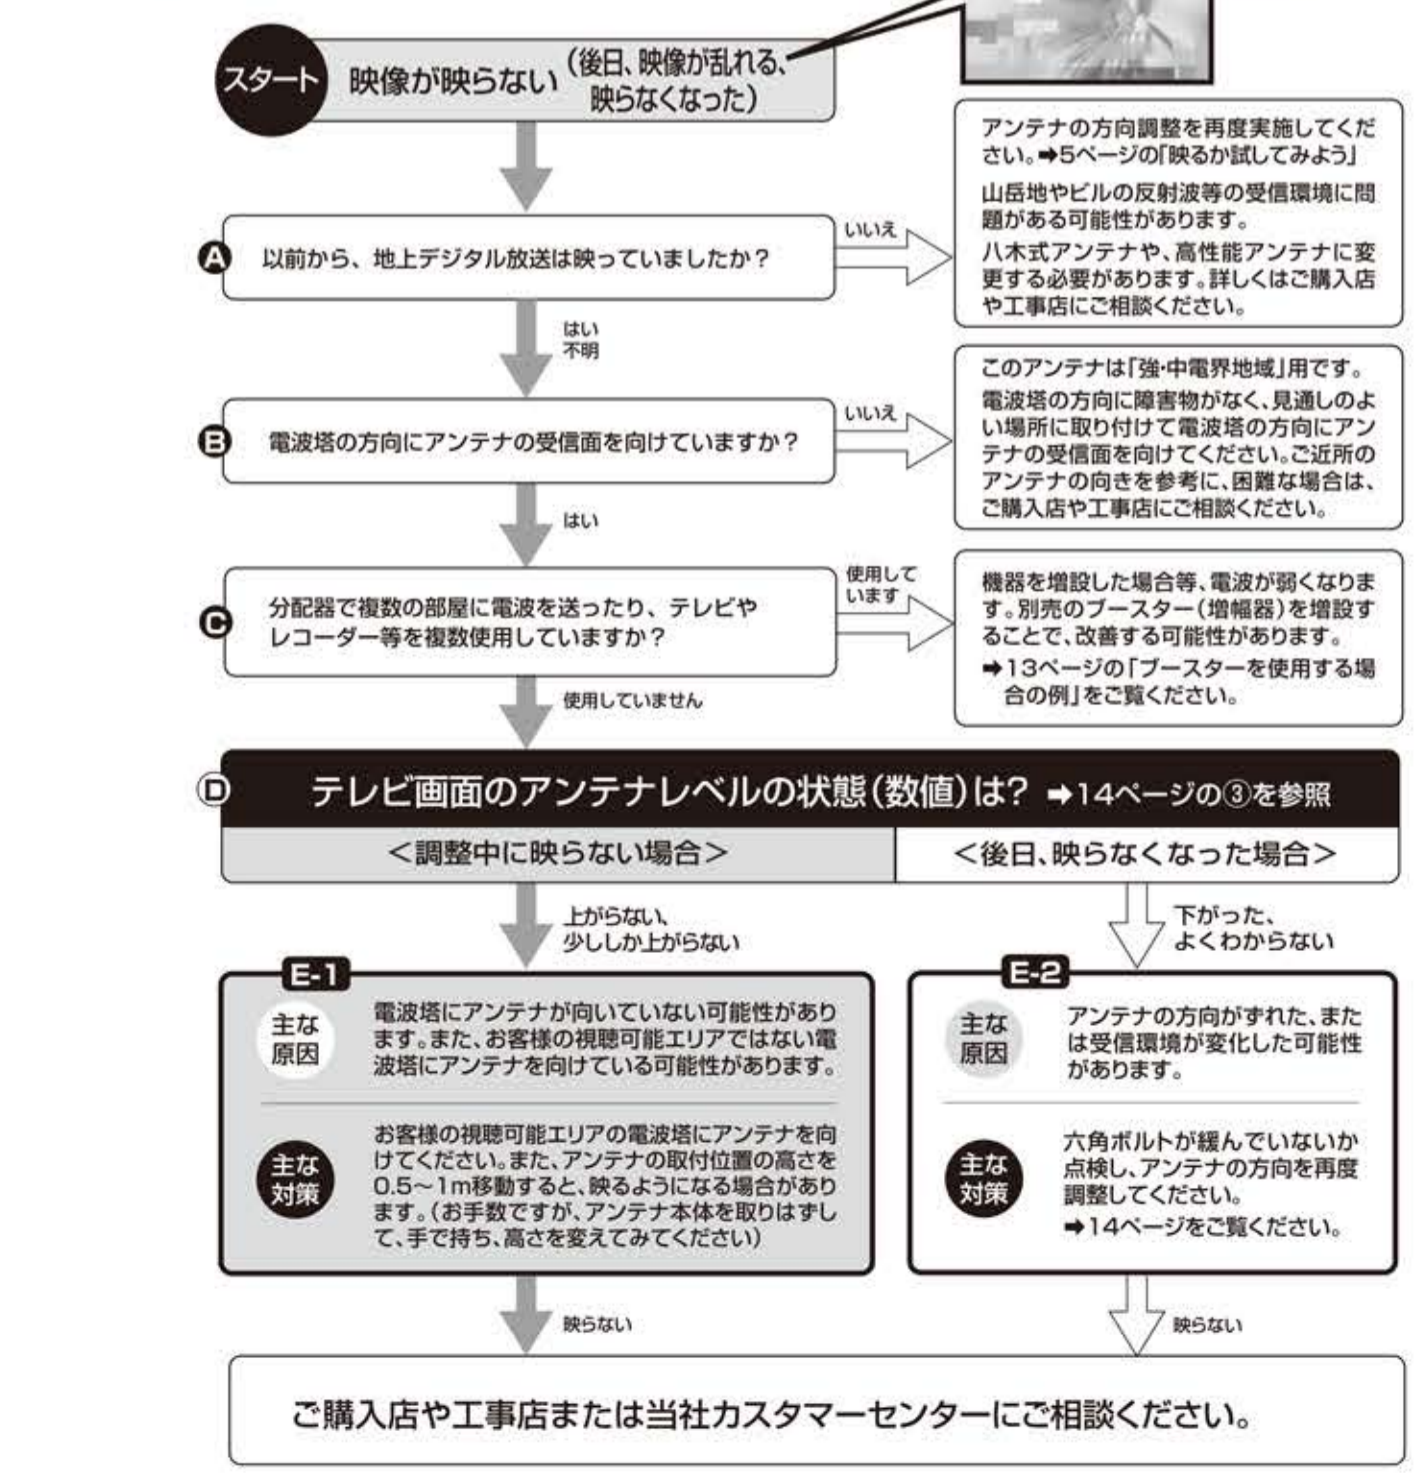 スタート
映像が映らない
(後日、映像が乱れる、
映らなくなった)
A
以前から、地上デジタル放送は映っていましたか?
いいえ
アンテナの方向調整を再度実施してくだ
さい。➡5ページの「映るか試してみよう」
山岳地やビルの反射波等の受信環境に問
題がある可能性があります。
八木式アンテナや、高性能アンテナに変
更する必要があります。詳しくはご購入店
や工事店にご相談ください。
はい
不明
B
電波塔の方向にアンテナの受信面を向けていますか?
いいえ
このアンテナは「強・中電界地域」用です。
電波塔の方向に障害物がなく、見通しのよ
い場所に取り付けて電波塔の方向にアン
テナの受信面を向けてください。ご近所の
アンテナの向きを参考に、困難な場合は、
ご購入店や工事店にご相談ください。
はい
C
分配器で複数の部屋に電波を送ったり、テレビや
レコーダー等を複数使用していますか?
使用して
います
機器を増設した場合等、電波が弱くなりま
す。別売のブースター(増幅器)を増設す
ることで、改善する可能性があります。
➡13ページの「ブースターを使用する場
合の例」をご覧ください。
使用していません
D
テレビ画面のアンテナレベルの状態(数値)は? ➡14ページの③を参照
<調整中に映らない場合>
<後日、映らなくなった場合>
上がらない、
少ししか上がらない
下がった、
よくわからない
E-1
主な
原因
電波塔にアンテナが向いていない可能性があり
ます。また、お客様の視聴可能エリアではない電
波塔にアンテナを向けている可能性があります。
主な
対策
お客様の視聴可能エリアの電波塔にアンテナを向
けてください。また、アンテナの取付位置の高さを
0.5〜1m移動すると、映るようになる場合があり
ます。(お手数ですが、アンテナ本体を取りはずし
て、手で持ち、高さを変えてみてください)
E-2
主な
原因
アンテナの方向がずれた、また
は受信環境が変化した可能性
があります。
主な
対策
六角ボルトが緩んでいないか
点検し、アンテナの方向を再度
調整してください。
➡14ページをご覧ください。
映らない
映らない
ご購入店や工事店または当社カスタマーセンターにご相談ください。